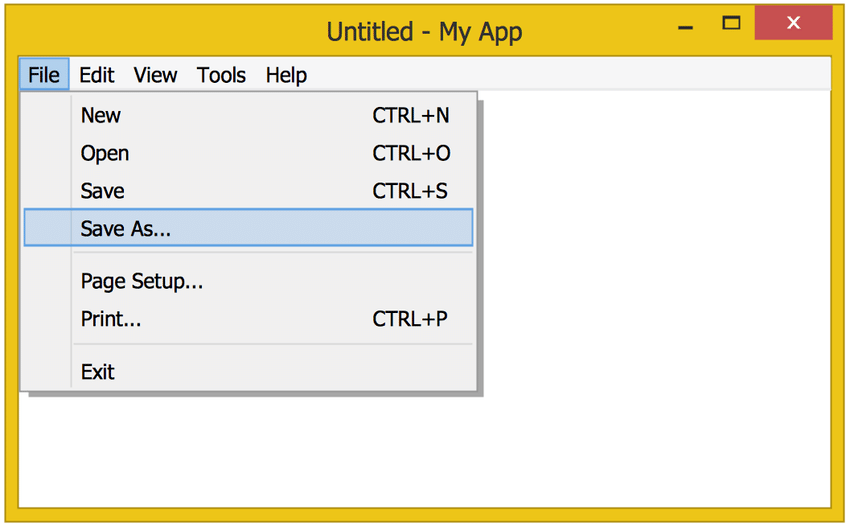 Untitled - My App
File Edit View Tools Help
New CTRL+N
Open CTRL+O
Save CTRL+S
Save As...
Page Setup...
Print... CTRL+P
Exit